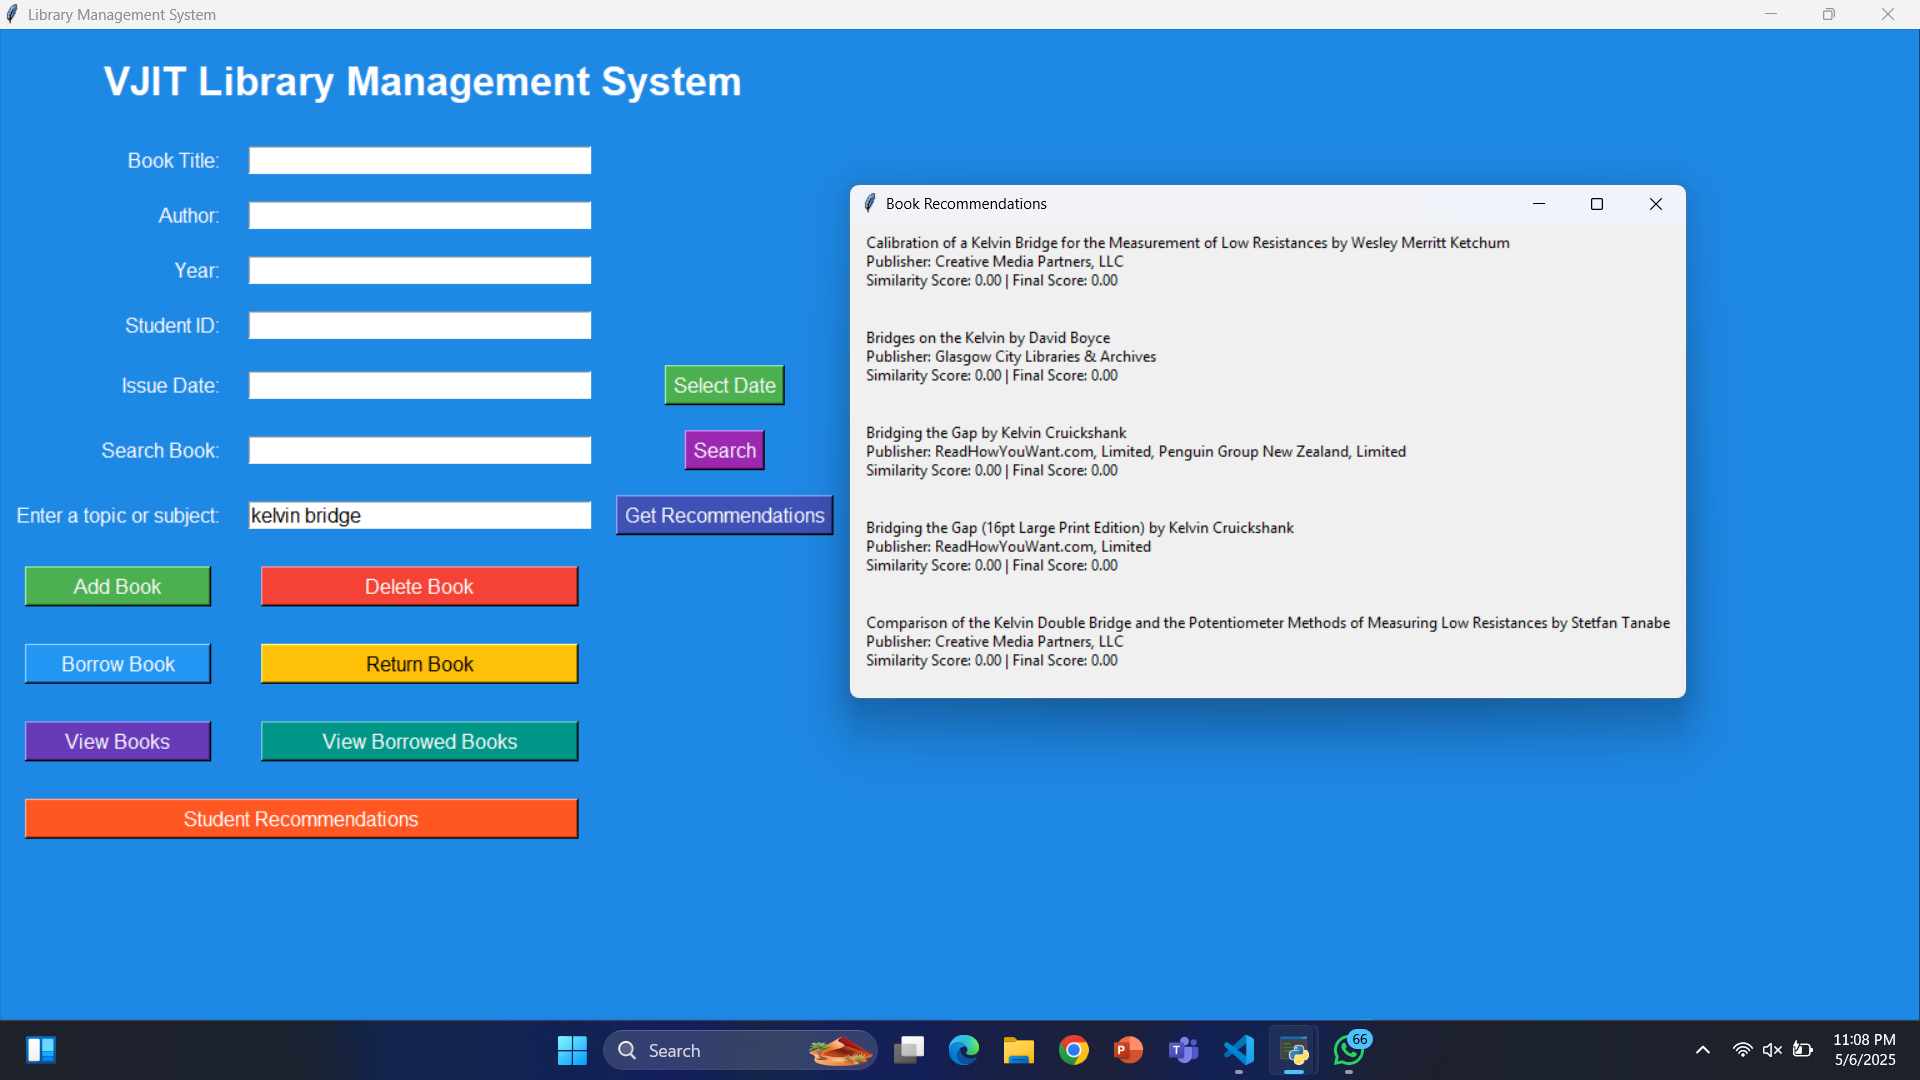 Library Management System
VJIT Library Management System
Book Title:
Author:
Year:
Student ID:
Issue Date:
Select Date
Search Book:
Search
Enter a topic or subject:
kelvin bridge
Get Recommendations
Add Book
Delete Book
Borrow Book
Return Book
View Books
View Borrowed Books
Student Recommendations
Book Recommendations
Calibration of a Kelvin Bridge for the Measurement of Low Resistances by Wesley Merritt Ketchum
Publisher: Creative Media Partners, LLC
Similarity Score: 0.00 | Final Score: 0.00
Bridges on the Kelvin by David Boyce
Publisher: Glasgow City Libraries & Archives
Similarity Score: 0.00 | Final Score: 0.00
Bridging the Gap by Kelvin Cruickshank
Publisher: ReadHowYouWant.com, Limited, Penguin Group New Zealand, Limited
Similarity Score: 0.00 | Final Score: 0.00
Bridging the Gap (16pt Large Print Edition) by Kelvin Cruickshank
Publisher: ReadHowYouWant.com, Limited
Similarity Score: 0.00 | Final Score: 0.00
Comparison of the Kelvin Double Bridge and the Potentiometer Methods of Measuring Low Resistances by Stetfan Tanabe
Publisher: Creative Media Partners, LLC
Similarity Score: 0.00 | Final Score: 0.00
Search
66
11:08 PM
5/6/2025